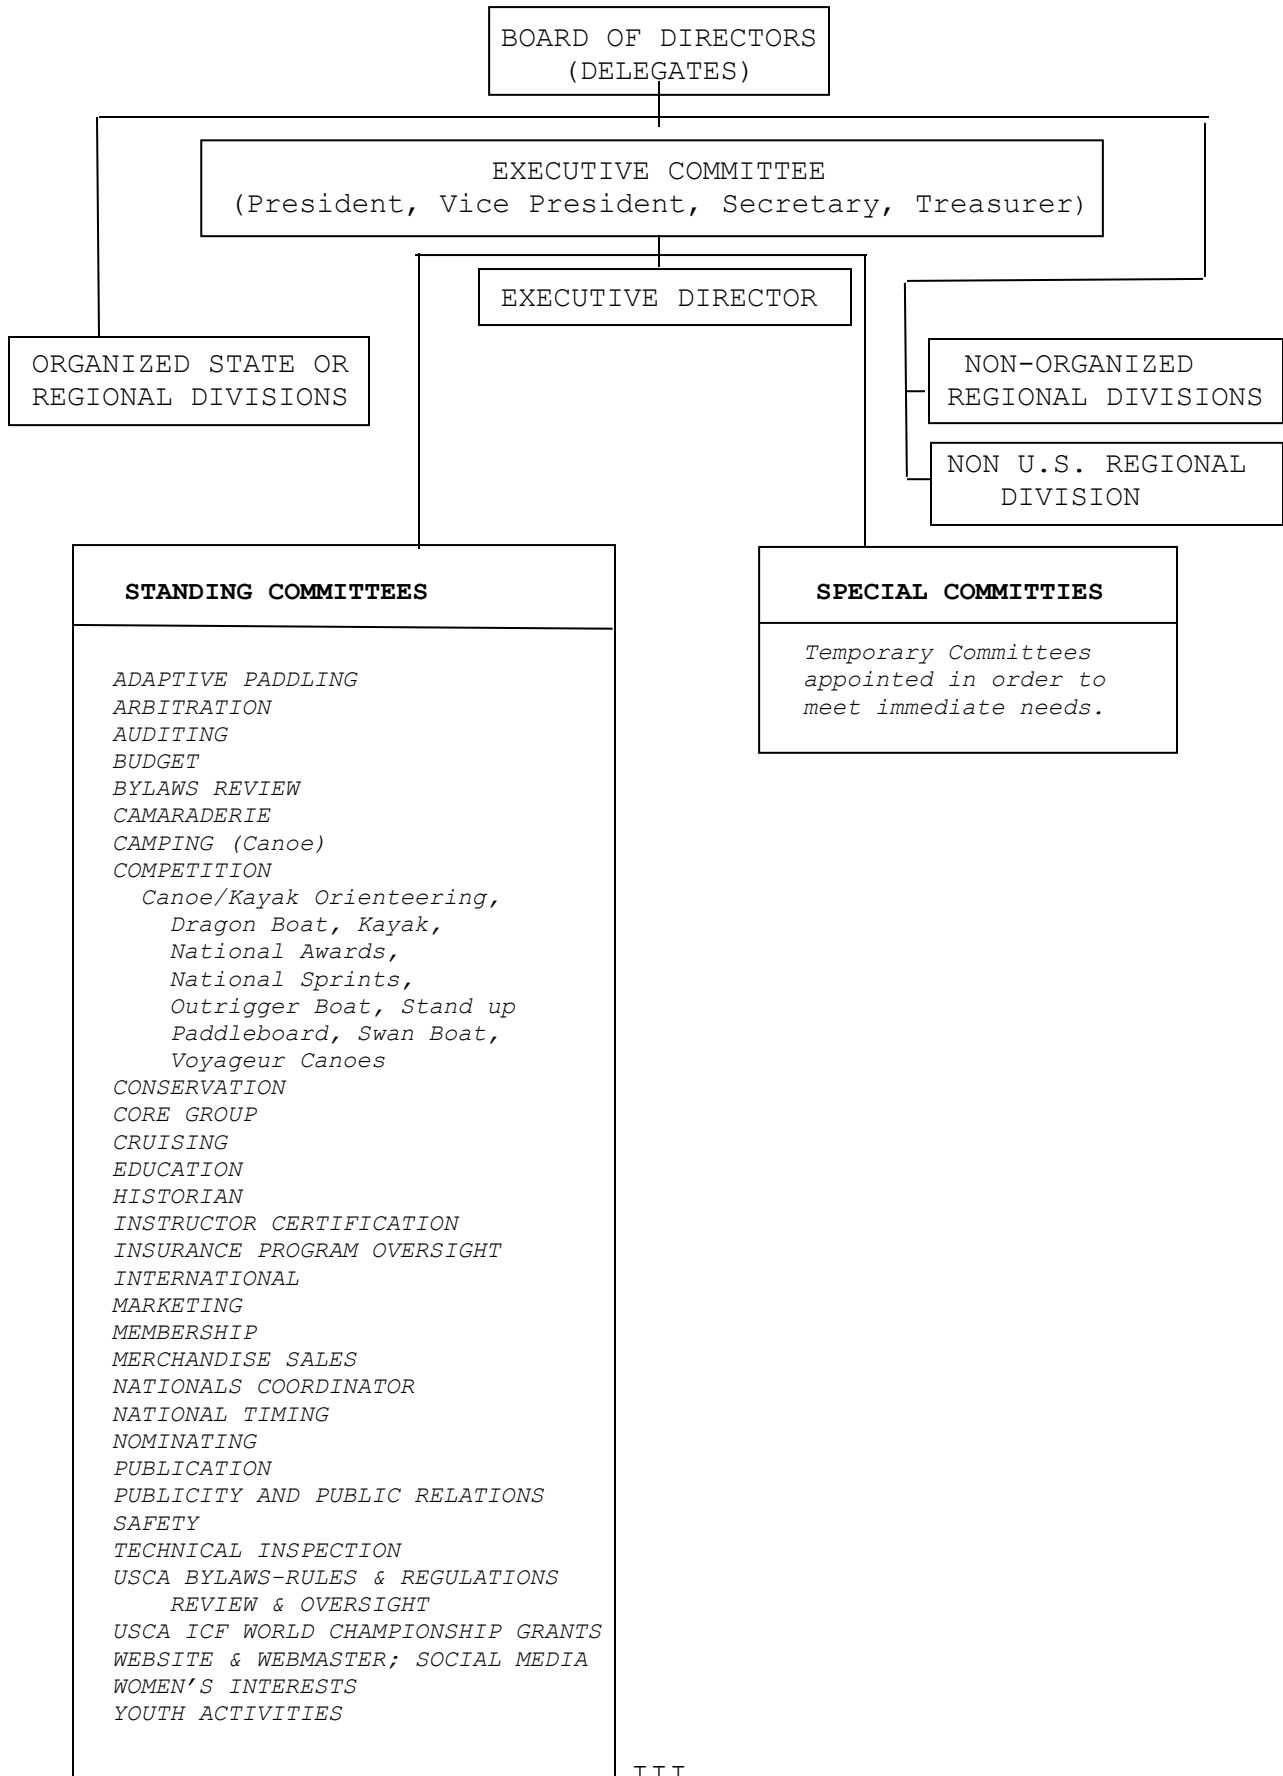 BOARD OF DIRECTORS
(DELEGATES)
EXECUTIVE COMMITTEE
(President, Vice President, Secretary, Treasurer)
EXECUTIVE DIRECTOR
ORGANIZED STATE OR
REGIONAL DIVISIONS
NON-ORGANIZED
REGIONAL DIVISIONS
NON U.S. REGIONAL
DIVISION
STANDING COMMITTEES
ADAPTIVE PADDLING
ARBITRATION
AUDITING
BUDGET
BYLAWS REVIEW
CAMARADERIE
CAMPING (Canoe)
COMPETITION
Canoe/Kayak Orienteering,
Dragon Boat, Kayak,
National Awards,
National Sprints,
Outrigger Boat, Stand up
Paddleboard, Swan Boat,
Voyageur Canoes
CONSERVATION
CORE GROUP
CRUISING
EDUCATION
HISTORIAN
INSTRUCTOR CERTIFICATION
INSURANCE PROGRAM OVERSIGHT
INTERNATIONAL
MARKETING
MEMBERSHIP
MERCHANDISE SALES
NATIONALS COORDINATOR
NATIONAL TIMING
NOMINATING
PUBLICATION
PUBLICITY AND PUBLIC RELATIONS
SAFETY
TECHNICAL INSPECTION
USCA BYLAWS-RULES & REGULATIONS
REVIEW & OVERSIGHT
USCA ICF WORLD CHAMPIONSHIP GRANTS
WEBSITE & WEBMASTER; SOCIAL MEDIA
WOMEN'S INTERESTS
YOUTH ACTIVITIES
SPECIAL COMMITTIES
Temporary Committees
appointed in order to
meet immediate needs.
III